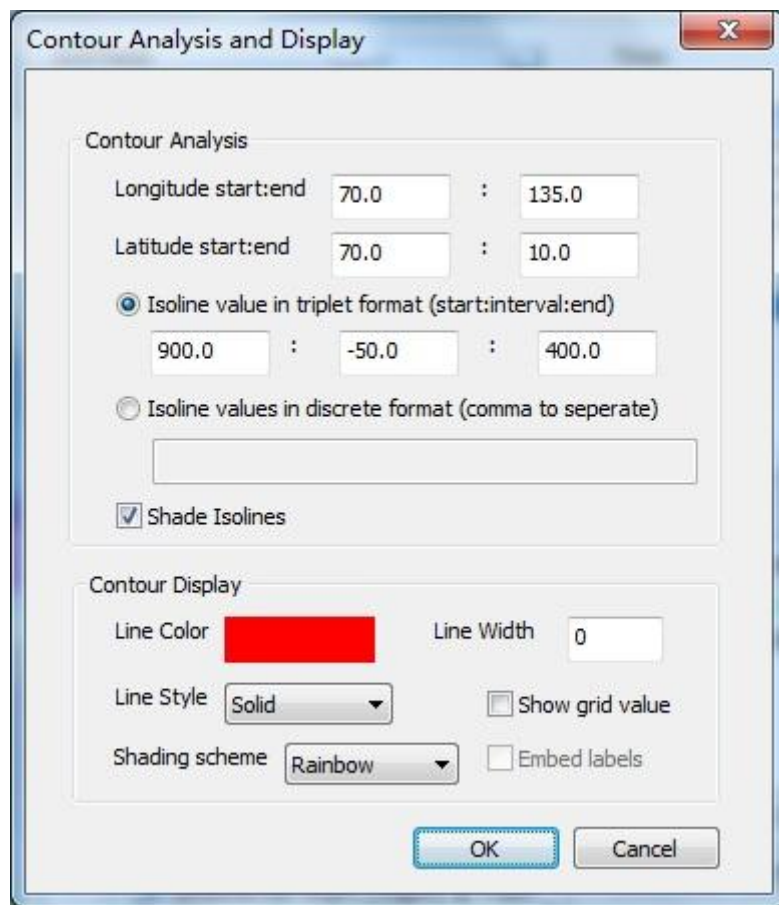 Contour Analysis and Display
Contour Analysis
Longitude start:end 70.0 : 135.0
Latitude start:end 70.0 : 10.0
Isoline value in triplet format (start:interval:end)
900.0 : -50.0 : 400.0
Isoline values in discrete format (comma to seperate)
Shade Isolines
Contour Display
Line Color Line Width 0
Line Style Solid Show grid value
Shading scheme Rainbow Embed labels
OK Cancel